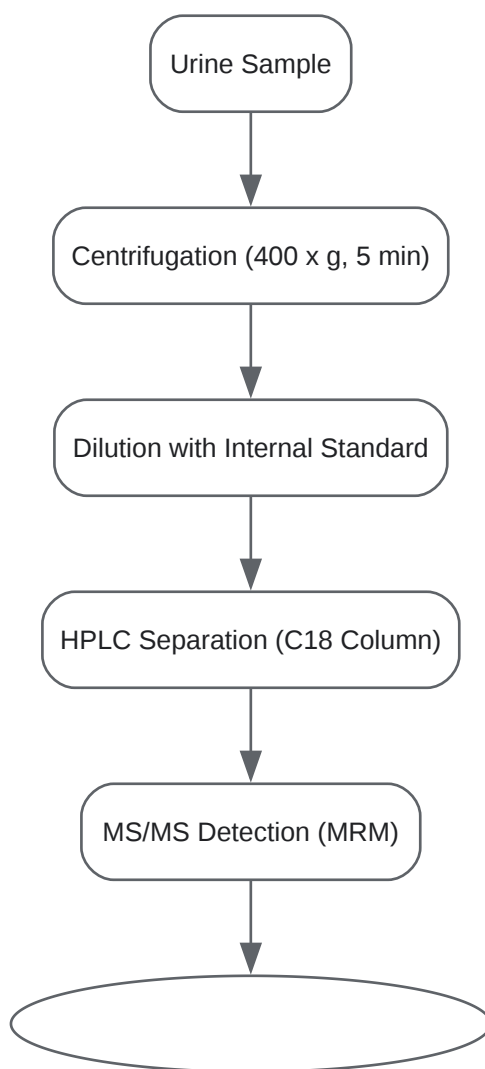 Urine Sample
Centrifugation (400 x g, 5 min)
Dilution with Internal Standard
HPLC Separation (C18 Column)
MS/MS Detection (MRM)